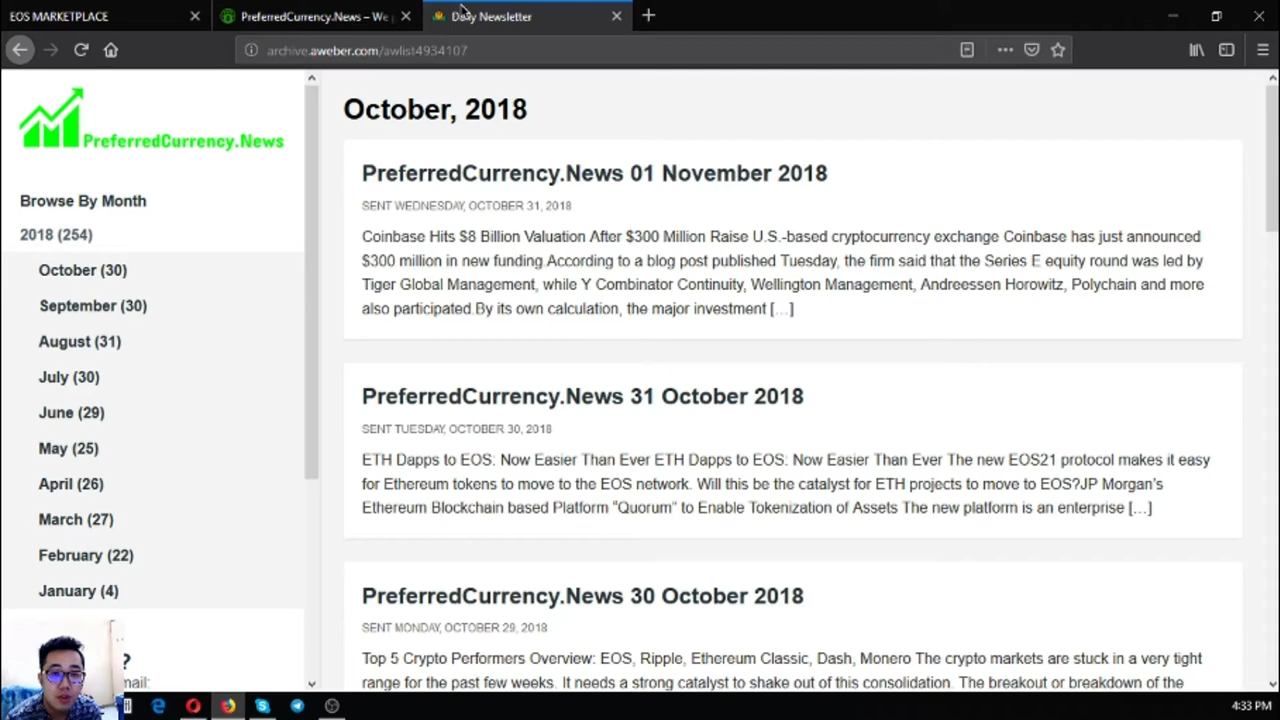 EOS MARKETPLACE
PreferredCurrency.News – We
Daily Newsletter
archive.aweber.com/awlist4934107
PreferredCurrency.News
Browse By Month
2018 (254)
October (30)
September (30)
August (31)
July (30)
June (29)
May (25)
April (26)
March (27)
February (22)
January (4)
?
mail:
October, 2018
PreferredCurrency.News 01 November 2018
SENT WEDNESDAY, OCTOBER 31, 2018
Coinbase Hits $8 Billion Valuation After $300 Million Raise U.S.-based cryptocurrency exchange Coinbase has just announced
$300 million in new funding.According to a blog post published Tuesday, the firm said that the Series E equity round was led by
Tiger Global Management, while Y Combinator Continuity, Wellington Management, Andreessen Horowitz, Polychain and more
also participated.By its own calculation, the major investment […]
PreferredCurrency.News 31 October 2018
SENT TUESDAY, OCTOBER 30, 2018
ETH Dapps to EOS: Now Easier Than Ever ETH Dapps to EOS: Now Easier Than Ever The new EOS21 protocol makes it easy
for Ethereum tokens to move to the EOS network. Will this be the catalyst for ETH projects to move to EOS?JP Morgan's
Ethereum Blockchain based Platform “Quorum” to Enable Tokenization of Assets The new platform is an enterprise […]
PreferredCurrency.News 30 October 2018
SENT MONDAY, OCTOBER 29, 2018
Top 5 Crypto Performers Overview: EOS, Ripple, Ethereum Classic, Dash, Monero The crypto markets are stuck in a very tight
range for the past few weeks. It needs a strong catalyst to shake out of this consolidation. The breakout or breakdown of the
4:33 PM